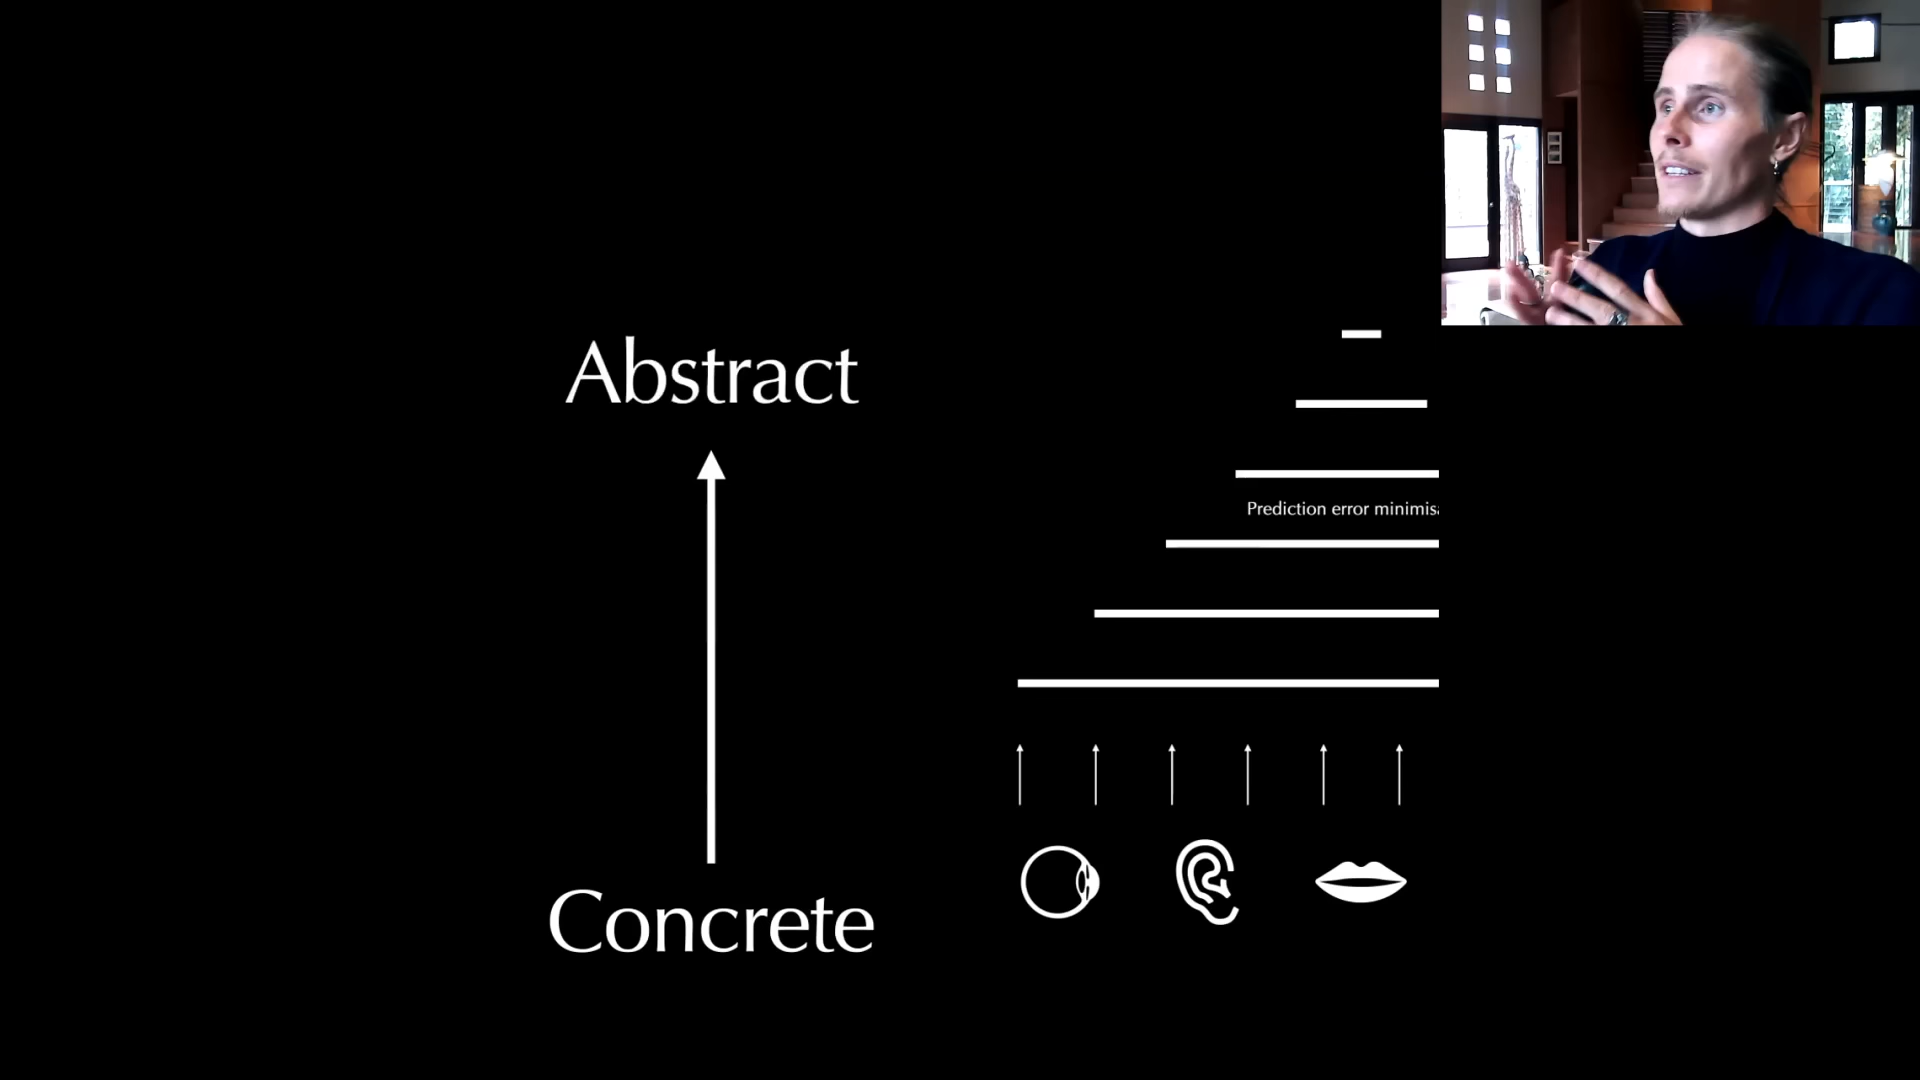 Abstract
Prediction error minimis
Concrete